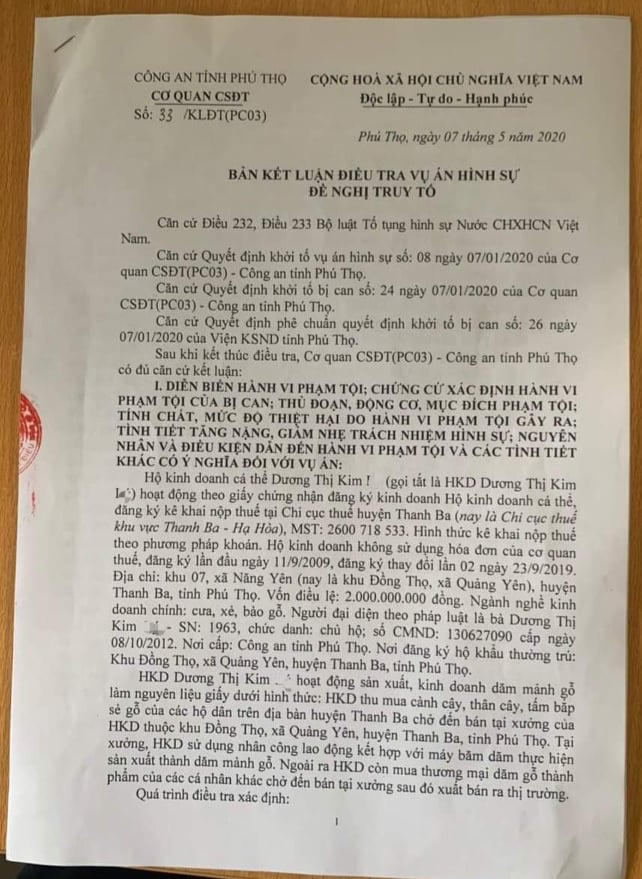 CÔNG AN TỈNH PHÚ THỌ
CƠ QUAN CSĐT
Số: 33 /KLĐT(PC03)
CỘNG HOÀ XÃ HỘI CHỦ NGHĨA VIỆT NAM
Độc lập - Tự do - Hạnh phúc
Phú Thọ, ngày 07 tháng 5 năm 2020
BẢN KẾT LUẬN ĐIỀU TRA VỤ ÁN HÌNH SỰ
ĐỀ NGHỊ TRUY TỐ
Căn cứ Điều 232, Điều 233 Bộ luật Tố tụng hình sự Nước CHXHCN Việt
Nam.
Căn cứ Quyết định khởi tố vụ án hình sự số: 08 ngày 07/01/2020 của Cơ
quan CSĐT(PC03) - Công an tỉnh Phú Thọ.
Căn cứ Quyết định khởi tố bị can số: 24 ngày 07/01/2020 của Cơ quan
CSĐT(PC03) - Công an tỉnh Phú Thọ.
Căn cứ Quyết định phê chuẩn quyết định khởi tố bị can số: 26 ngày
07/01/2020 của Viện KSND tỉnh Phú Thọ.
Sau khi kết thúc điều tra, Cơ quan CSĐT(PC03) - Công an tỉnh Phú Thọ
có đủ căn cứ kết luận:
I. DIỄN BIẾN HÀNH VI PHẠM TỘI; CHỨNG CỨ XÁC ĐỊNH HÀNH VI
PHẠM TỘI CỦA BỊ CAN; THỦ ĐOẠN, ĐỘNG CƠ, MỤC ĐÍCH PHẠM TỘI;
TÍNH CHẤT, MỨC ĐỘ THIỆT HẠI DO HÀNH VI PHẠM TỘI GÂY RA;
TÌNH TIẾT TĂNG NẶNG, GIẢM NHẸ TRÁCH NHIỆM HÌNH SỰ; NGUYÊN
NHÂN VÀ ĐIỀU KIỆN DẪN ĐẾN HÀNH VI PHẠM TỘI VÀ CÁC TÌNH TIẾT
KHÁC CÓ Ý NGHĨA ĐỐI VỚI VỤ ÁN:
Hộ kinh doanh cá thể Dương Thị Kim (gọi tắt là HKD Dương Thị Kim
) hoạt động theo giấy chứng nhận đăng ký kinh doanh Hộ kinh doanh cá thể,
đăng ký kê khai nộp thuế tại Chi cục thuế huyện Thanh Ba (nay là Chi cục thuế
khu vực Thanh Ba - Hạ Hòa), MST: 2600 718 533. Hình thức kê khai nộp thuế
theo phương pháp khoán. Hộ kinh doanh không sử dụng hóa đơn của cơ quan
thuế, đăng ký lần đầu ngày 11/9/2009, đăng ký thay đổi lần 02 ngày 23/9/2019.
Địa chỉ: khu 07, xã Năng Yên (nay là khu Đồng Thọ, xã Quảng Yên), huyện
Thanh Ba, tỉnh Phú Thọ. Vốn điều lệ: 2.000.000.000 đồng. Ngành nghề kinh
doanh chính: cưa, xẻ, bào gỗ. Người đại diện theo pháp luật là bà Dương Thị
Kim - SN: 1963, chức danh: chủ hộ; số CMND: 130627090 cấp ngày
08/10/2012. Nơi cấp: Công an tỉnh Phú Thọ. Nơi đăng ký hộ khẩu thường trú:
Khu Đồng Thọ, xã Quảng Yên, huyện Thanh Ba, tỉnh Phú Thọ.
HKD Dương Thị Kim hoạt động sản xuất, kinh doanh dăm mảnh gỗ
làm nguyên liệu giấy dưới hình thức: HKD thu mua cành cây, thân cây, tấm bắp
sẻ gỗ của các hộ dân trên địa bàn huyện Thanh Ba chở đến bán tại xưởng của
HKD thuộc khu Đồng Thọ, xã Quảng Yên, huyện Thanh Ba, tỉnh Phú Thọ. Tại
xưởng, HKD sử dụng nhân công lao động kết hợp với máy băm dăm thực hiện
sản xuất thành dăm mảnh gỗ. Ngoài ra HKD còn mua thương mại dăm gỗ thành
phẩm của các cá nhân khác chở đến bán tại xưởng sau đó xuất bán ra thị trường.
Quá trình điều tra xác định:
1